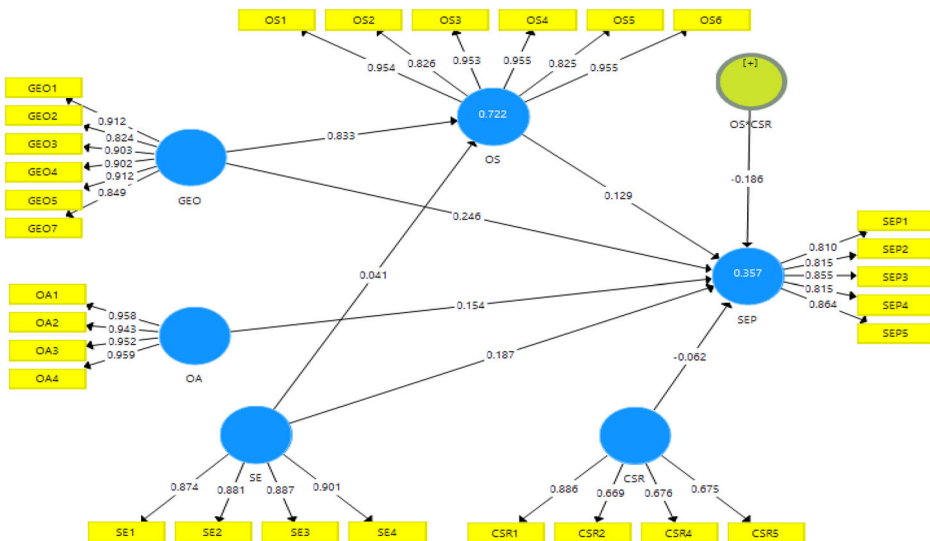 OS1 OS2 OS3 OS4 OS5 OS6
0.954 0.826 0.953 0.955 0.825 0.955
[+]
OS*CSR
GEO1
GEO2
GEO3
GEO4
GEO5
GEO7
0.912
0.824
0.903
0.902
0.912
0.849
GEO
0.833
0.722
OS
-0.186
0.129
0.246
0.041
SEP1
SEP2
SEP3
SEP4
SEP5
0.810
0.815
0.855
0.815
0.864
0.357
SEP
OA1
OA2
OA3
OA4
0.958
0.943
0.952
0.959
OA
0.154
0.187
-0.062
SE
CSR
0.874 0.881 0.887 0.901
0.886 0.669 0.676 0.675
SE1 SE2 SE3 SE4
CSR1 CSR2 CSR4 CSR5